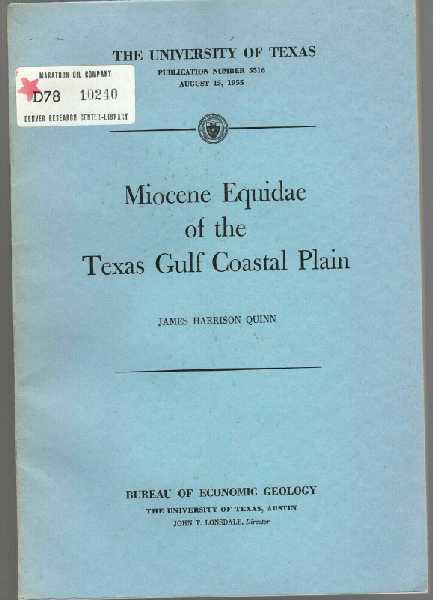 THE UNIVERSITY OF TEXAS
PUBLICATION NUMBER 5516
AUGUST 15, 1955
MARATHON OIL COMPANY
D78 10240
DENVER RESEARCH CENTER-LIBRARY
Miocene Equidae
of the
Texas Gulf Coastal Plain
JAMES HARRISON QUINN
BUREAU OF ECONOMIC GEOLOGY
THE UNIVERSITY OF TEXAS, AUSTIN
JOHN T. LONSDALE, Director